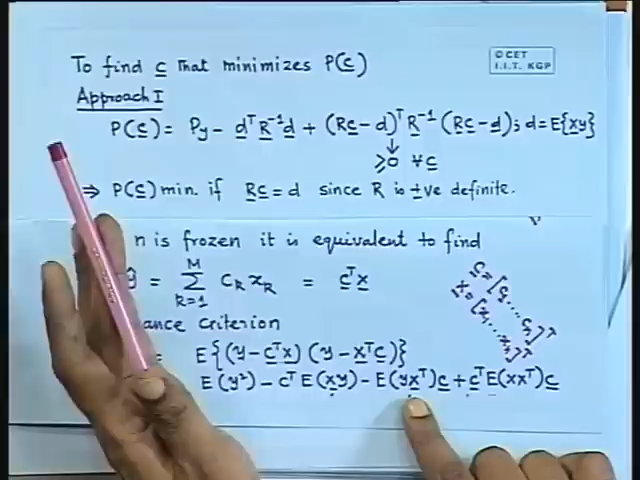 To find c that minimizes P(c)
© CET
I.I.T. KGP
Approach I
P(c) = Py - dᵀR⁻¹d + (Rc-d)ᵀR⁻¹(Rc-d); d=E{xy}
↓
≥0 ∀c
⇒ P(c) min. if Rc = d since R is +ve definite.
n is frozen it is equivalent to find
ŷ = Σ_{k=1}^{M} c_k x_k = cᵀx
c = [c₁ ... c]ᵀ
x = [x₁ ... x]ᵀ
ance criterion
= E{(y-cᵀx)(y-xᵀc)}
E(y²) - cᵀE(xy) - E(yxᵀ)c + cᵀE(xxᵀ)c